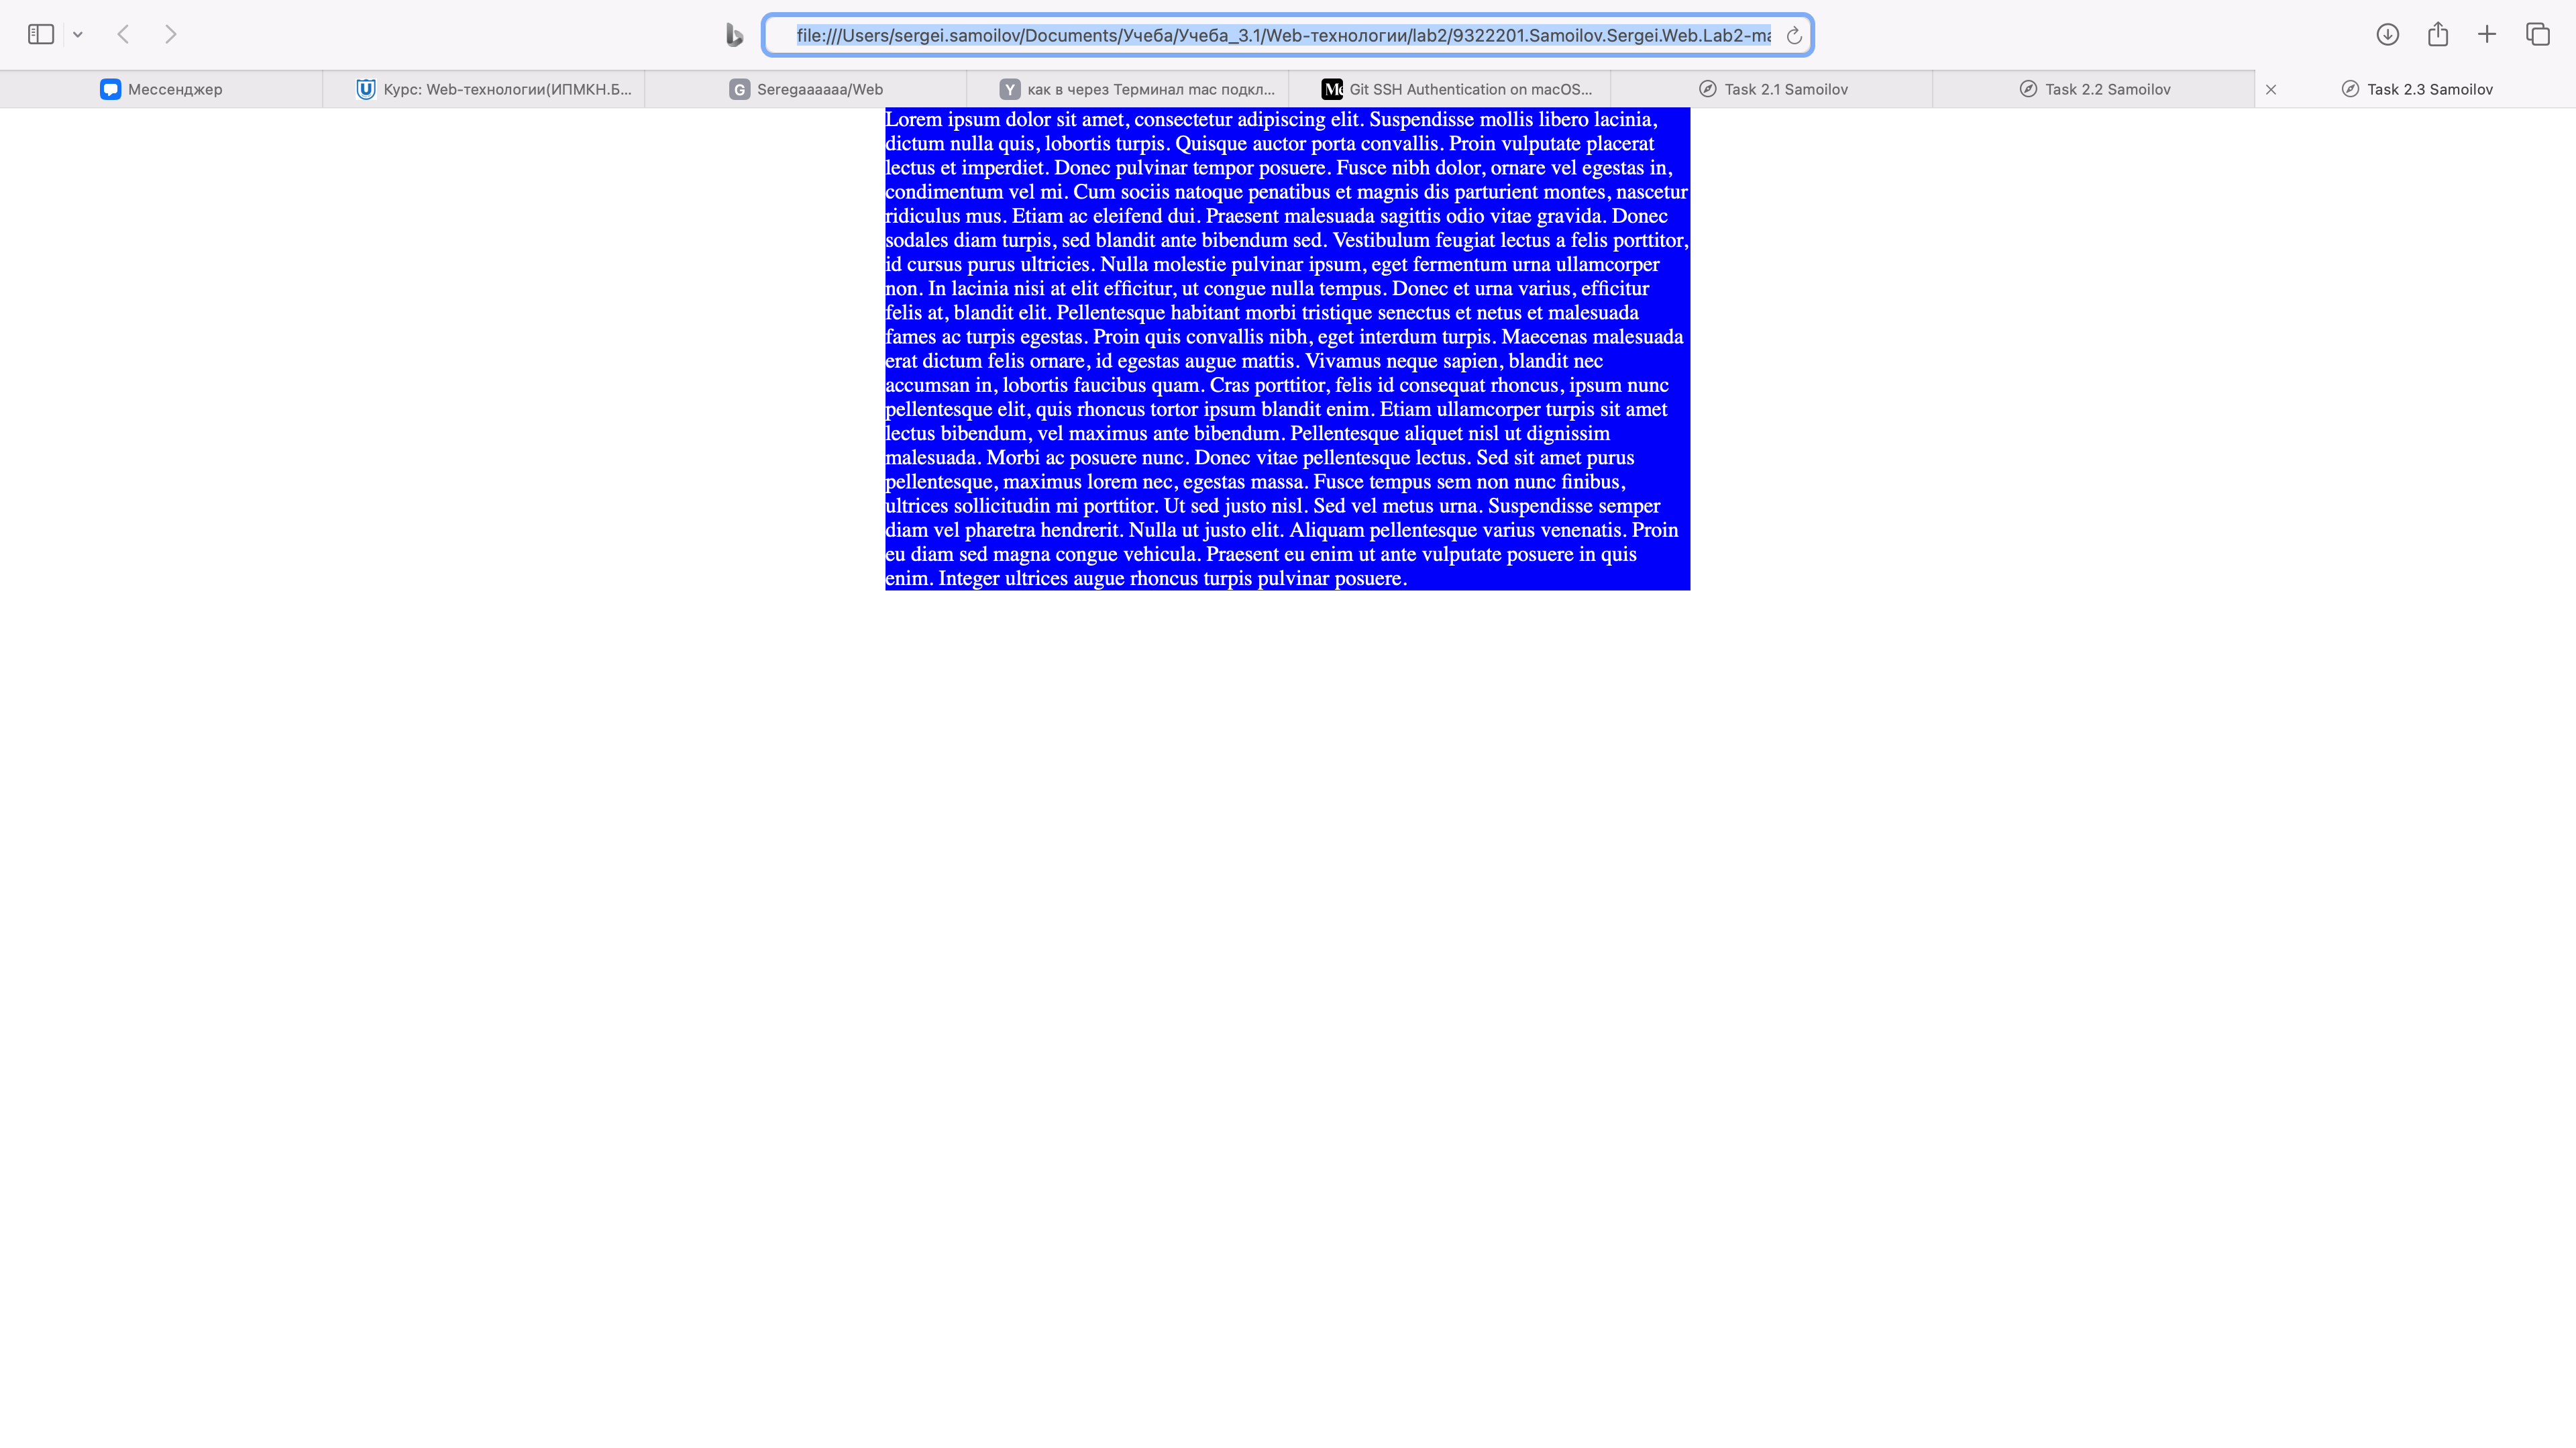 file:///Users/sergei.samoilov/Documents/Учеба/Учеба_3.1/Web-технологии/lab2/9322201.Samoilov.Sergei.Web.Lab2-ma
Мессенджер
Курс: Web-технологии(ИПМКН.Б...
G Seregaaaaaa/Web
Y как в через Терминал mac подкл...
Me Git SSH Authentication on macOS...
Task 2.1 Samoilov
Task 2.2 Samoilov
Task 2.3 Samoilov
Lorem ipsum dolor sit amet, consectetur adipiscing elit. Suspendisse mollis libero lacinia,
dictum nulla quis, lobortis turpis. Quisque auctor porta convallis. Proin vulputate placerat
lectus et imperdiet. Donec pulvinar tempor posuere. Fusce nibh dolor, ornare vel egestas in,
condimentum vel mi. Cum sociis natoque penatibus et magnis dis parturient montes, nascetur
ridiculus mus. Etiam ac eleifend dui. Praesent malesuada sagittis odio vitae gravida. Donec
sodales diam turpis, sed blandit ante bibendum sed. Vestibulum feugiat lectus a felis porttitor,
id cursus purus ultricies. Nulla molestie pulvinar ipsum, eget fermentum urna ullamcorper
non. In lacinia nisi at elit efficitur, ut congue nulla tempus. Donec et urna varius, efficitur
felis at, blandit elit. Pellentesque habitant morbi tristique senectus et netus et malesuada
fames ac turpis egestas. Proin quis convallis nibh, eget interdum turpis. Maecenas malesuada
erat dictum felis ornare, id egestas augue mattis. Vivamus neque sapien, blandit nec
accumsan in, lobortis faucibus quam. Cras porttitor, felis id consequat rhoncus, ipsum nunc
pellentesque elit, quis rhoncus tortor ipsum blandit enim. Etiam ullamcorper turpis sit amet
lectus bibendum, vel maximus ante bibendum. Pellentesque aliquet nisl ut dignissim
malesuada. Morbi ac posuere nunc. Donec vitae pellentesque lectus. Sed sit amet purus
pellentesque, maximus lorem nec, egestas massa. Fusce tempus sem non nunc finibus,
ultrices sollicitudin mi porttitor. Ut sed justo nisl. Sed vel metus urna. Suspendisse semper
diam vel pharetra hendrerit. Nulla ut justo elit. Aliquam pellentesque varius venenatis. Proin
eu diam sed magna congue vehicula. Praesent eu enim ut ante vulputate posuere in quis
enim. Integer ultrices augue rhoncus turpis pulvinar posuere.